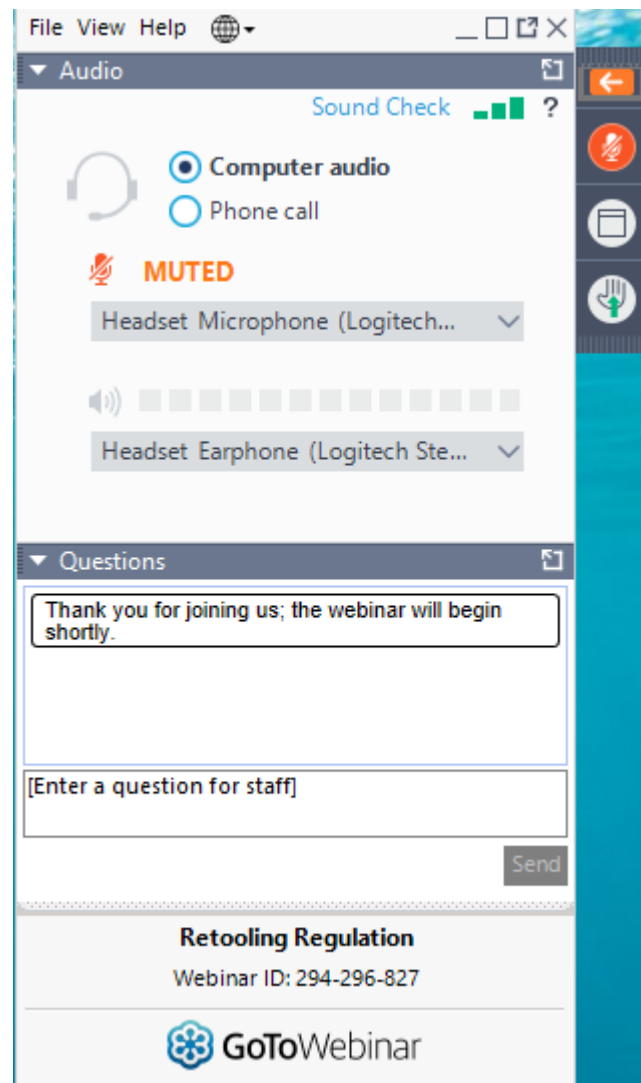 File View Help
Audio
Sound Check ?
Computer audio
Phone call
MUTED
Headset Microphone (Logitech...
Headset Earphone (Logitech Ste...
Questions
Thank you for joining us; the webinar will begin
shortly.
[Enter a question for staff]
Send
Retooling Regulation
Webinar ID: 294-296-827
GoToWebinar